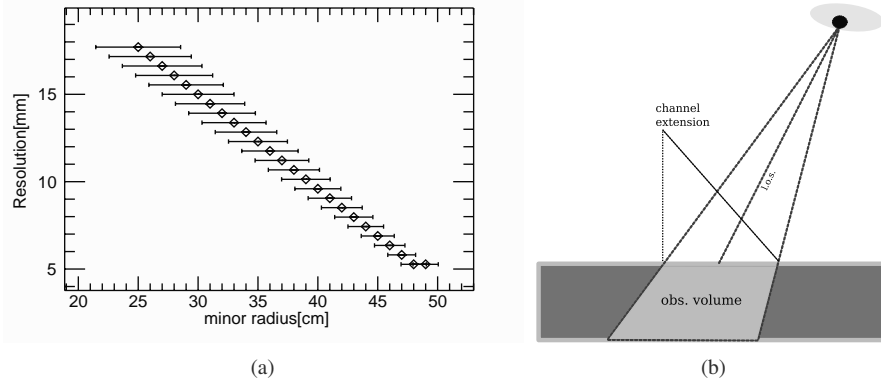 Resolution[mm]
15
10
5
20 25 30 35 40 45 50
minor radius[cm]
(a)
channel
extension
l.o.s.
obs. volume
(b)